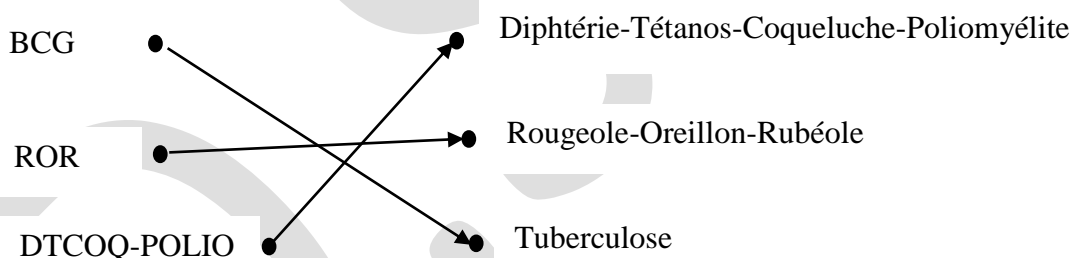 BCG
Diphtérie-Tétanos-Coqueluche-Poliomyélite
ROR
Rougeole-Oreillon-Rubéole
DTCOQ-POLIO
Tuberculose